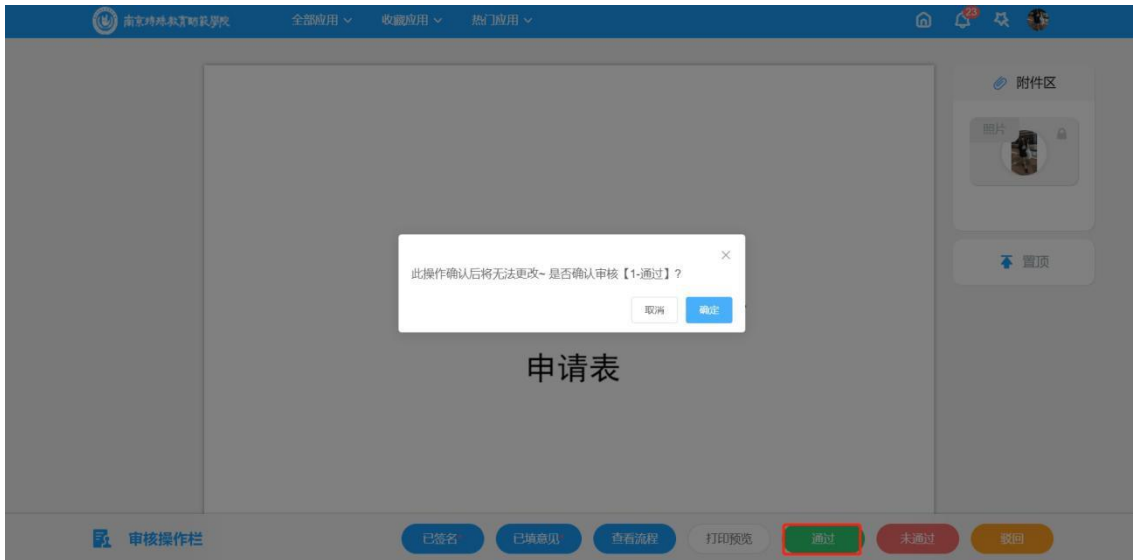 南京特殊教育師範學院 全部应用 收藏应用 热门应用 23
附件区
照片
此操作确认后将无法更改~ 是否确认审核【1-通过】?
置顶
取消 确定
申请表
审核操作栏 已签名* 已填意见* 查看流程 打印预览 通过 未通过 驳回